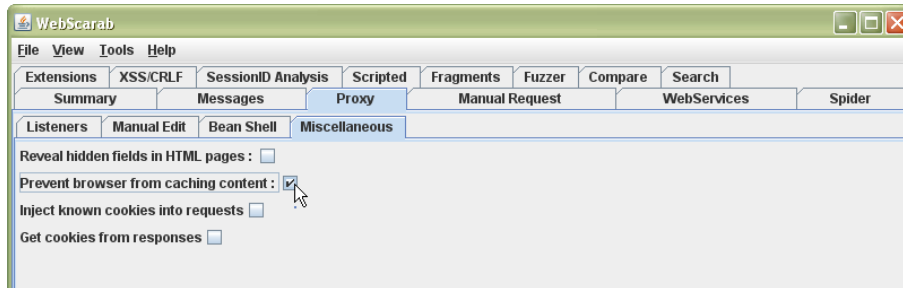 WebScarab
File View Tools Help
Extensions XSS/CRLF SessionID Analysis Scripted Fragments Fuzzer Compare Search
Summary Messages Proxy Manual Request WebServices Spider
Listeners Manual Edit Bean Shell Miscellaneous
Reveal hidden fields in HTML pages :
Prevent browser from caching content :
Inject known cookies into requests
Get cookies from responses